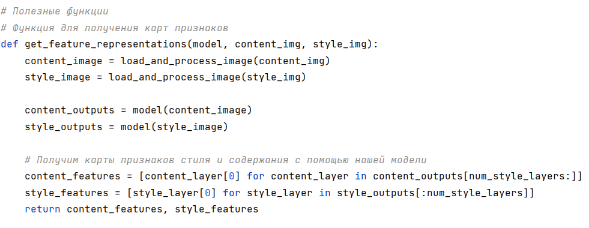 # Полезные функции
# Функция для получения карт признаков
def get_feature_representations(model, content_img, style_img):
    content_image = load_and_process_image(content_img)
    style_image = load_and_process_image(style_img)

    content_outputs = model(content_image)
    style_outputs = model(style_image)

    # Получим карты признаков стиля и содержания с помощью нашей модели
    content_features = [content_layer[0] for content_layer in content_outputs[num_style_layers:]]
    style_features = [style_layer[0] for style_layer in style_outputs[:num_style_layers]]
    return content_features, style_features